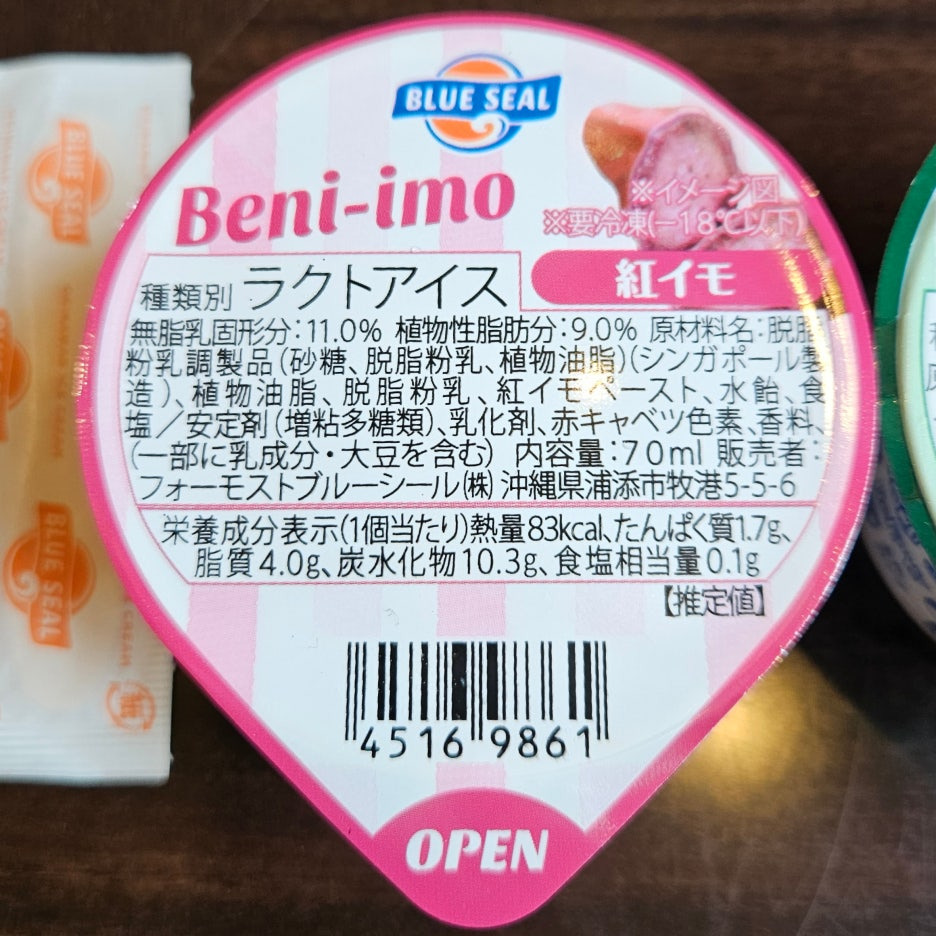 BLUE SEAL
Beni-imo
※イメージ図
※要冷凍(−18℃以下)
種類別 ラクトアイス
紅イモ
無脂乳固形分:11.0% 植物性脂肪分:9.0% 原材料名:脱脂
粉乳調製品(砂糖、脱脂粉乳、植物油脂)(シンガポール製
造)、植物油脂、脱脂粉乳、紅イモペースト、水飴、食
塩/安定剤(増粘多糖類)、乳化剤、赤キャベツ色素、香料、
(一部に乳成分・大豆を含む) 内容量:70ml 販売者:
フォーモストブルーシール(株) 沖縄県浦添市牧港5-5-6
栄養成分表示(1個当たり)熱量83kcal、たんぱく質1.7g、
脂質4.0g、炭水化物10.3g、食塩相当量0.1g
【推定値】
4516 9861
OPEN
BLUE SEAL
BLUE SEAL